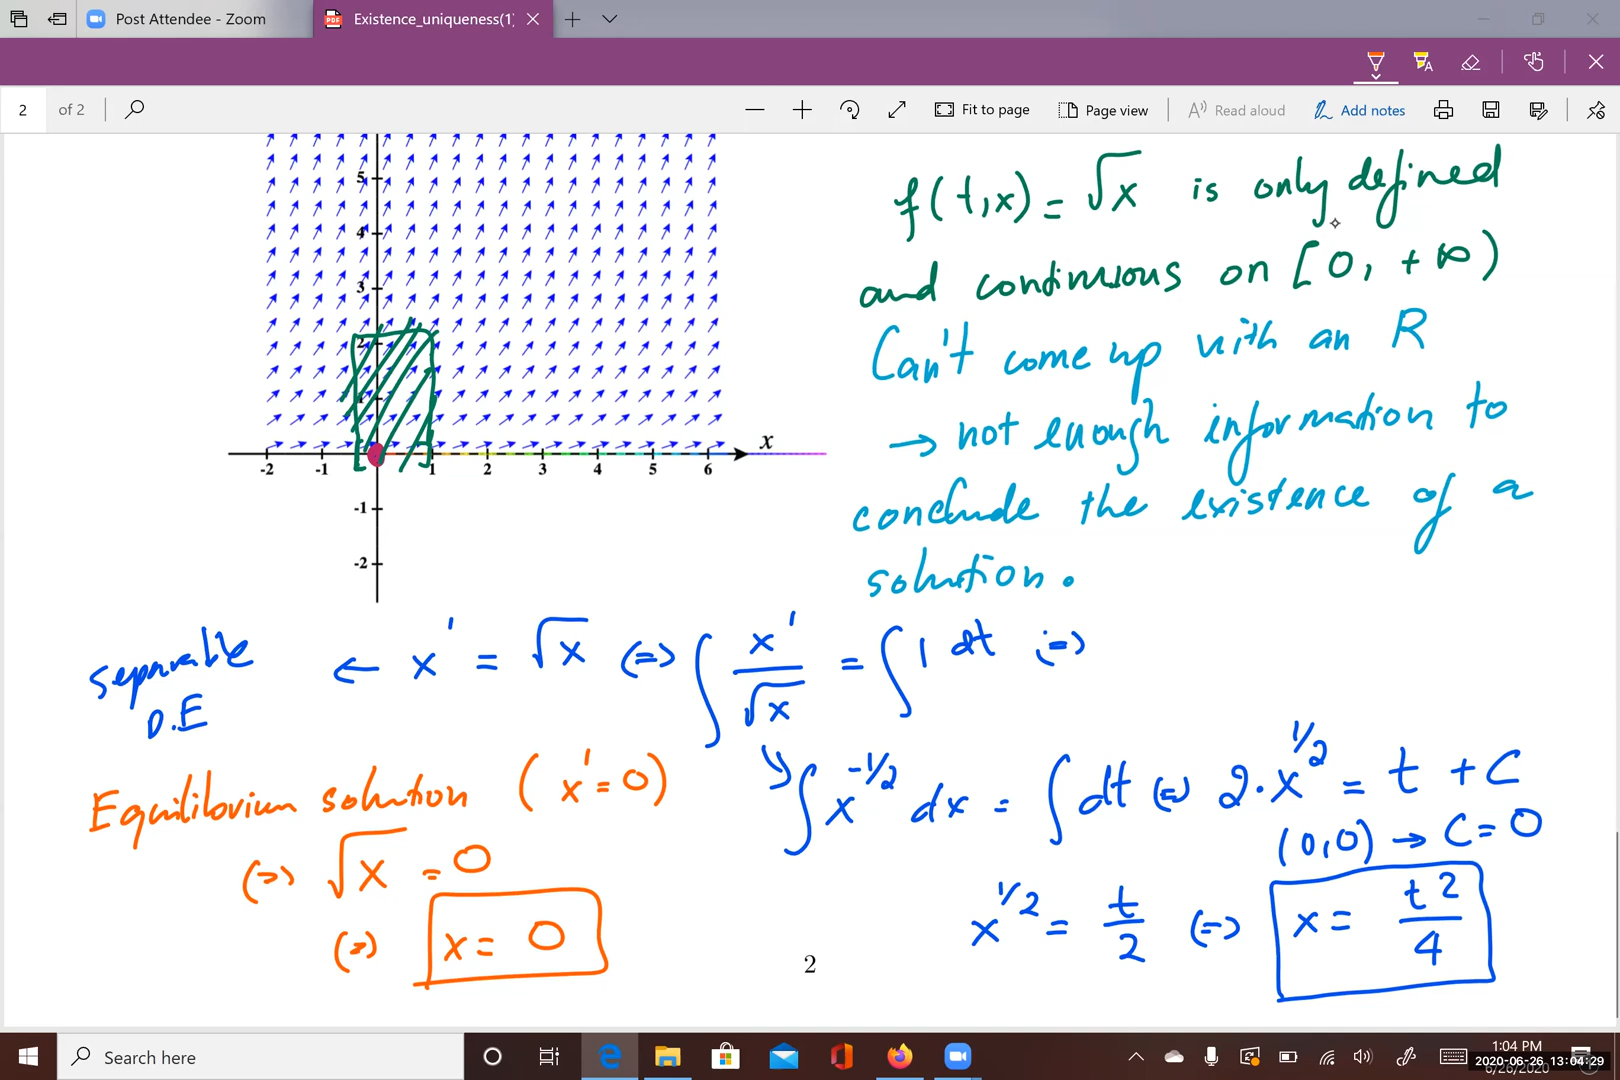 Post Attendee - Zoom
Existence_uniqueness(1)
2 of 2
Fit to page
Page view
Read aloud
Add notes
5
4
3
2
1
x
-2 -1 1 2 3 4 5 6
-1
-2
f(t,x) = √x is only defined
and continuous on [0, +∞)
Can't come up with an R
→ not enough information to
conclude the existence of a
solution.
separable
D.E
← x' = √x (=) ∫ x'/√x = ∫ 1 dt (=)
∫ x^-1/2 dx = ∫ dt (=) 2·x^1/2 = t + C
(0,0) → C = 0
x^1/2 = t/2 (=) x = t²/4
Equilibrium solution (x' = 0)
(=) √x = 0
(=) x = 0
2
Search here
1:04 PM
2020-06-26 13:04:29
6/26/2020